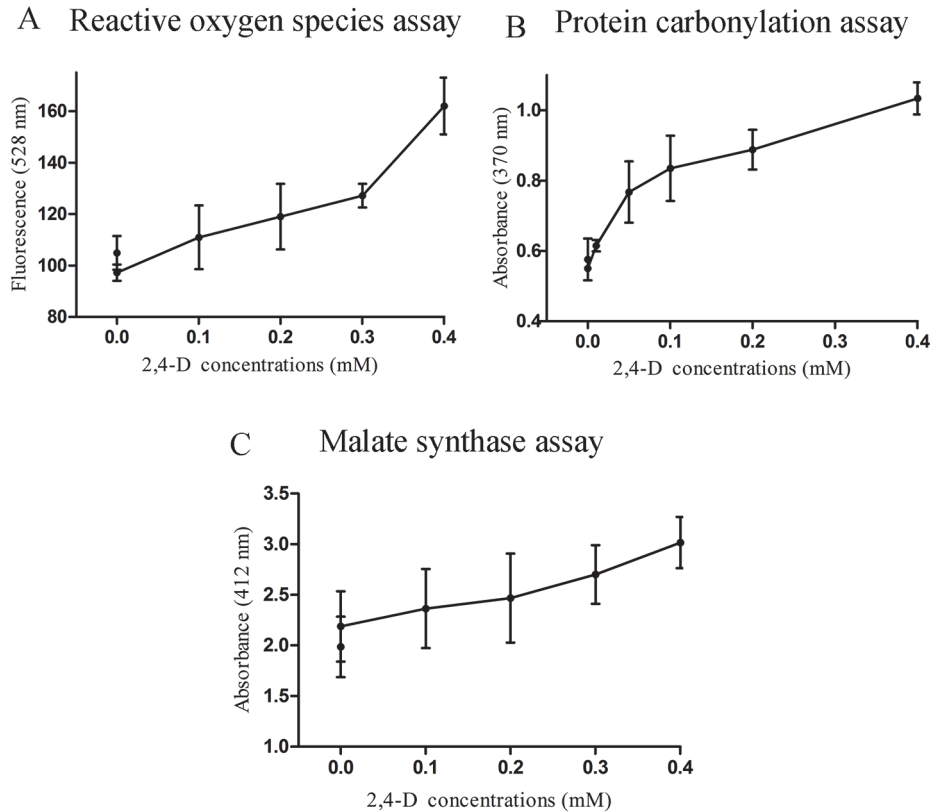 A Reactive oxygen species assay
Fluorescence (528 nm)
160
140
120
100
80
0.0 0.1 0.2 0.3 0.4
2,4-D concentrations (mM)
B Protein carbonylation assay
Absorbance (370 nm)
1.0
0.8
0.6
0.4
0.0 0.1 0.2 0.3 0.4
2,4-D concentrations (mM)
C Malate synthase assay
Absorbance (412 nm)
3.5
3.0
2.5
2.0
1.5
1.0
0.0 0.1 0.2 0.3 0.4
2,4-D concentrations (mM)